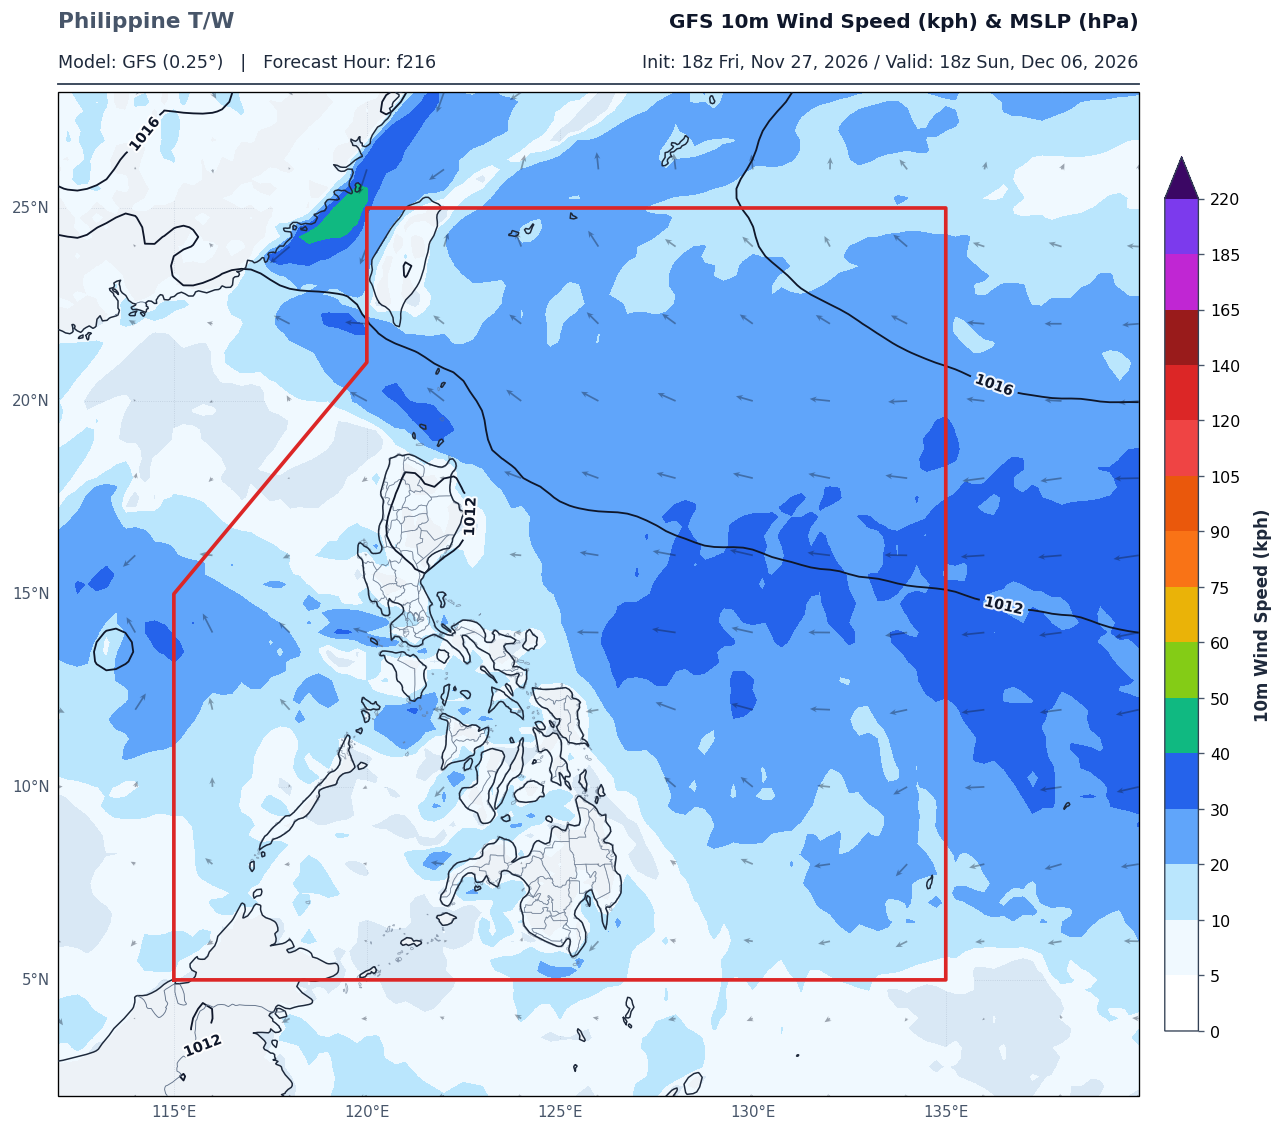 Philippine T/W
GFS 10m Wind Speed (kph) & MSLP (hPa)
Model: GFS (0.25°) | Forecast Hour: f216
Init: 18z Fri, Nov 27, 2026 / Valid: 18z Sun, Dec 06, 2026
1016
1016
1012
1012
1012
25°N
20°N
15°N
10°N
5°N
115°E
120°E
125°E
130°E
135°E
220
185
165
140
120
105
90
75
60
50
40
30
20
10
5
0
10m Wind Speed (kph)